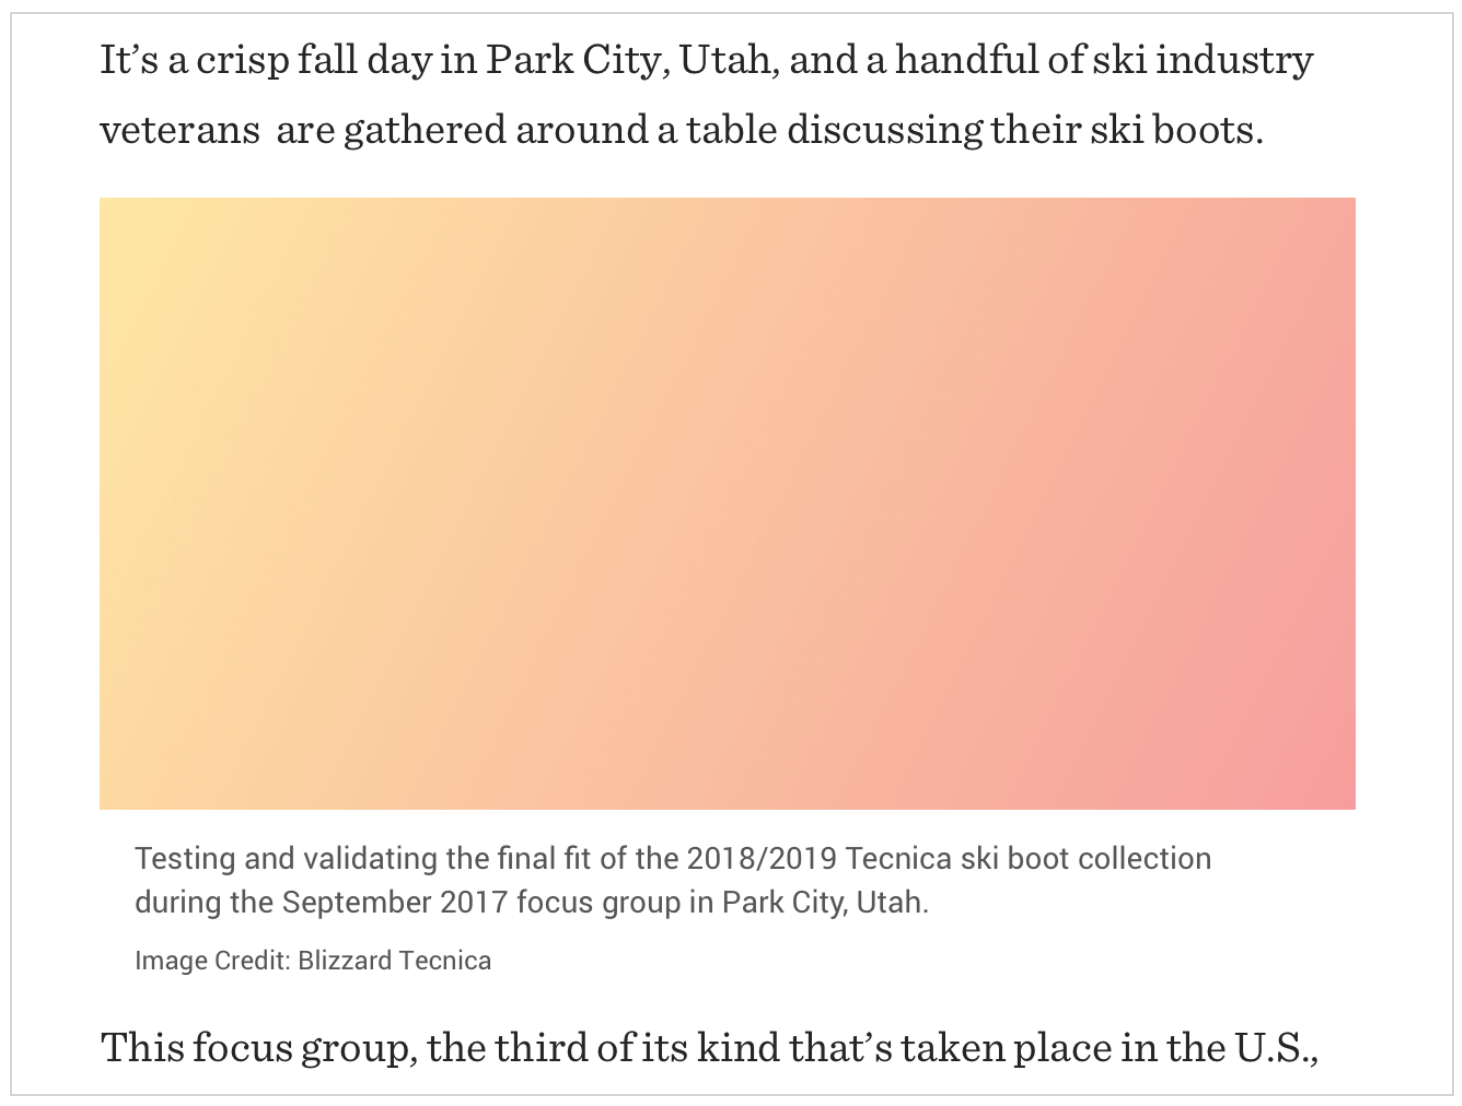 It’s a crisp fall day in Park City, Utah, and a handful of ski industry
veterans  are gathered around a table discussing their ski boots.
Testing and validating the final fit of the 2018/2019 Tecnica ski boot collection
during the September 2017 focus group in Park City, Utah.
Image Credit: Blizzard Tecnica
This focus group, the third of its kind that’s taken place in the U.S.,